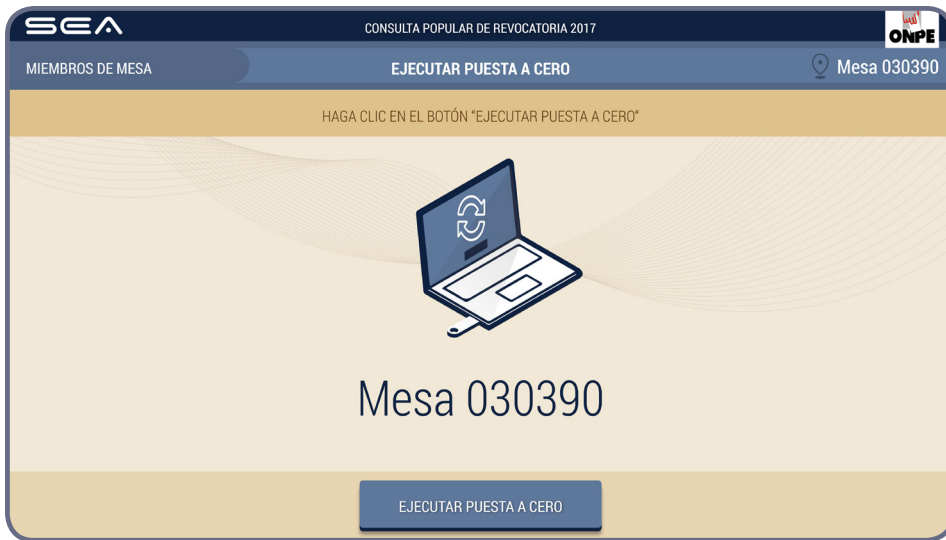 SEA
CONSULTA POPULAR DE REVOCATORIA 2017
ONPE
MIEMBROS DE MESA
EJECUTAR PUESTA A CERO
Mesa 030390
HAGA CLIC EN EL BOTÓN "EJECUTAR PUESTA A CERO"
Mesa 030390
EJECUTAR PUESTA A CERO